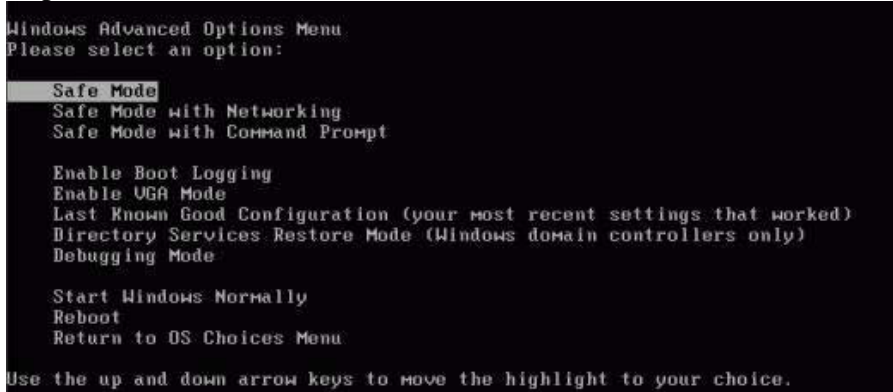 Windows Advanced Options Menu
Please select an option:
Safe Mode
Safe Mode with Networking
Safe Mode with Command Prompt
Enable Boot Logging
Enable VGA Mode
Last Known Good Configuration (your most recent settings that worked)
Directory Services Restore Mode (Windows domain controllers only)
Debugging Mode
Start Windows Normally
Reboot
Return to OS Choices Menu
Use the up and down arrow keys to move the highlight to your choice.